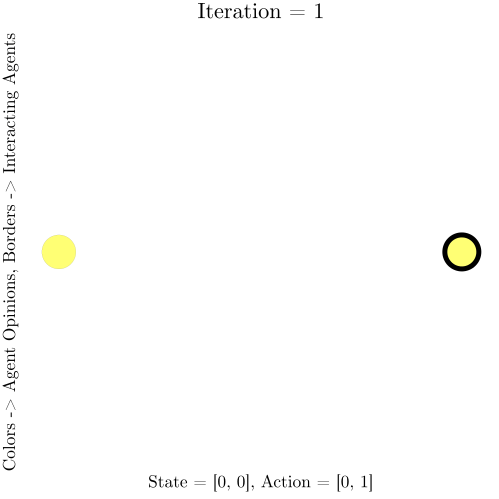 Iteration = 1
Colors -> Agent Opinions, Borders -> Interacting Agents
State = [0, 0], Action = [0, 1]